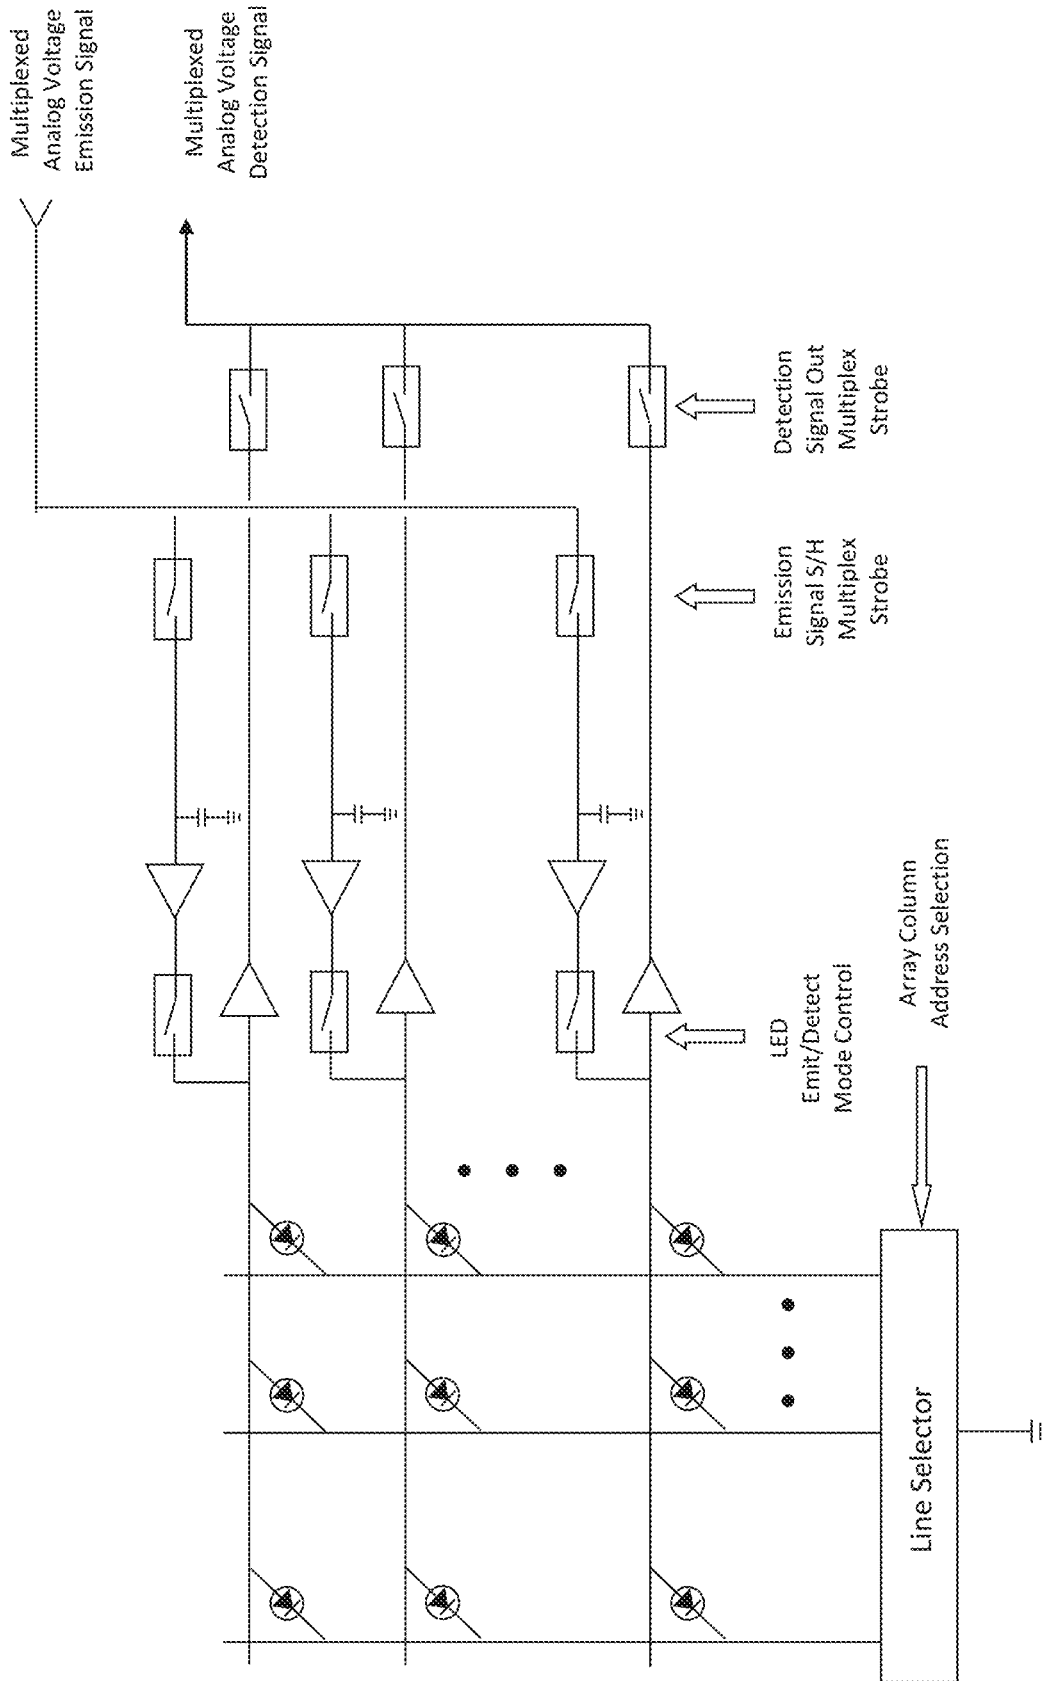 Multiplexed
Analog Voltage
Emission Signal
Multiplexed
Analog Voltage
Detection Signal
Detection
Signal Out
Multiplex
Strobe
Emission
Signal S/H
Multiplex
Strobe
LED
Emit/Detect
Mode Control
Array Column
Address Selection
Line Selector